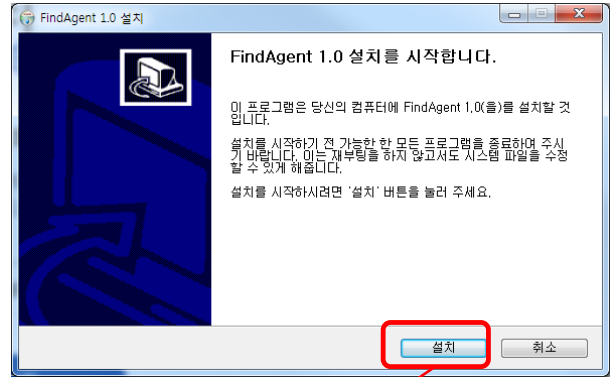 FindAgent 1.0 설치
FindAgent 1.0 설치를 시작합니다.
이 프로그램은 당신의 컴퓨터에 FindAgent 1.0(을)를 설치할 것
입니다.
설치를 시작하기 전 가능한 한 모든 프로그램을 종료하여 주시
기 바랍니다. 이는 재부팅을 하지 않고서도 시스템 파일을 수정
할 수 있게 해줍니다.
설치를 시작하시려면 '설치' 버튼을 눌러 주세요.
설치
취소